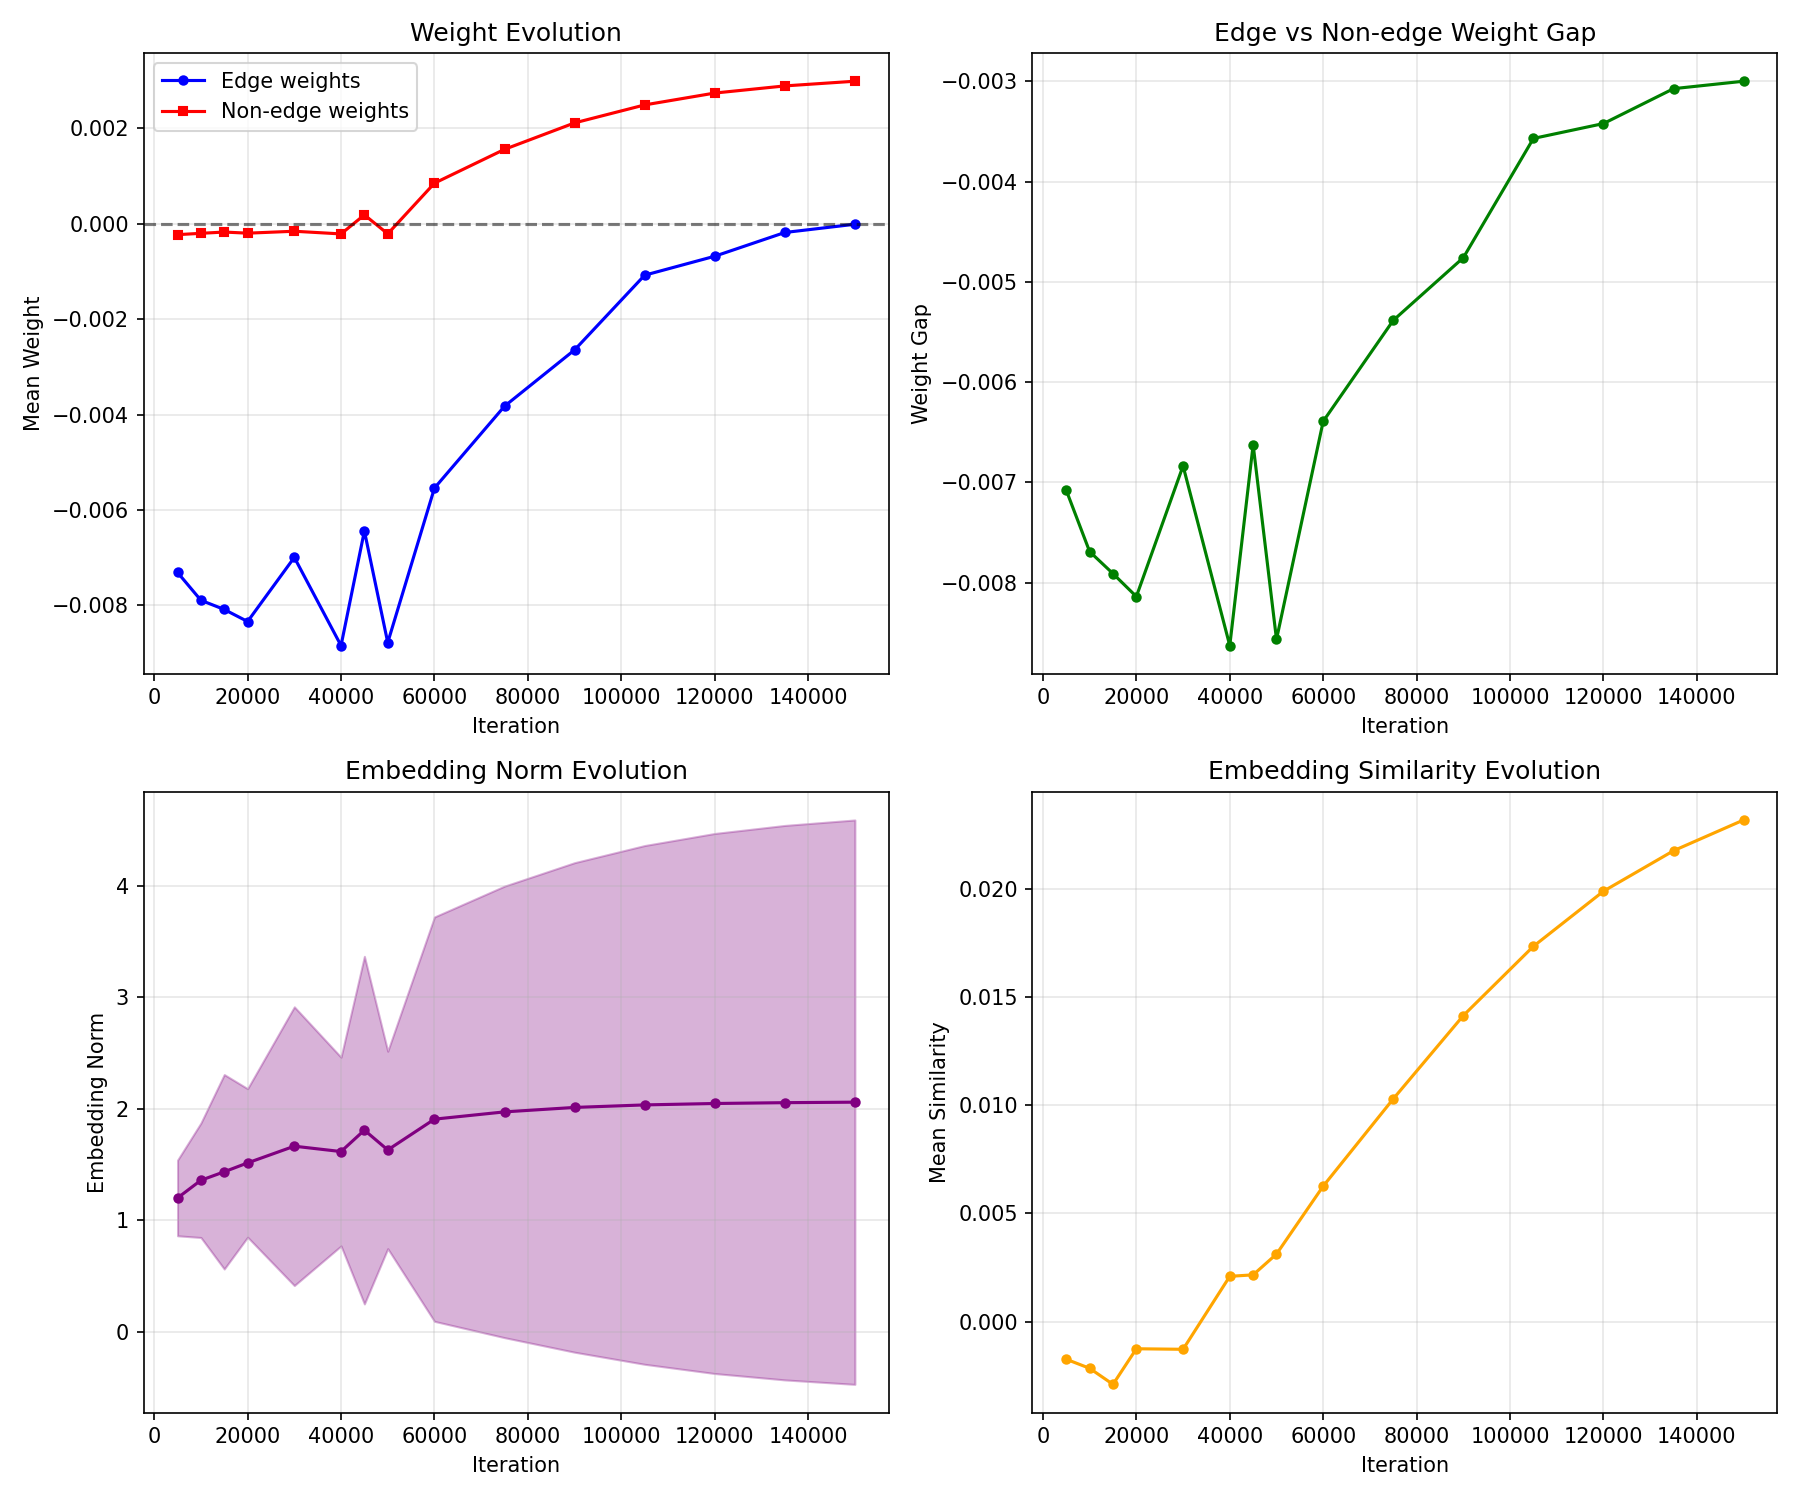 Weight Evolution
Edge weights
Non-edge weights
0.002
0.000
−0.002
−0.004
−0.006
−0.008
Mean Weight
0 20000 40000 60000 80000 100000 120000 140000
Iteration
Edge vs Non-edge Weight Gap
−0.003
−0.004
−0.005
−0.006
−0.007
−0.008
Weight Gap
0 20000 40000 60000 80000 100000 120000 140000
Iteration
Embedding Norm Evolution
4
3
2
1
0
Embedding Norm
0 20000 40000 60000 80000 100000 120000 140000
Iteration
Embedding Similarity Evolution
0.020
0.015
0.010
0.005
0.000
Mean Similarity
0 20000 40000 60000 80000 100000 120000 140000
Iteration